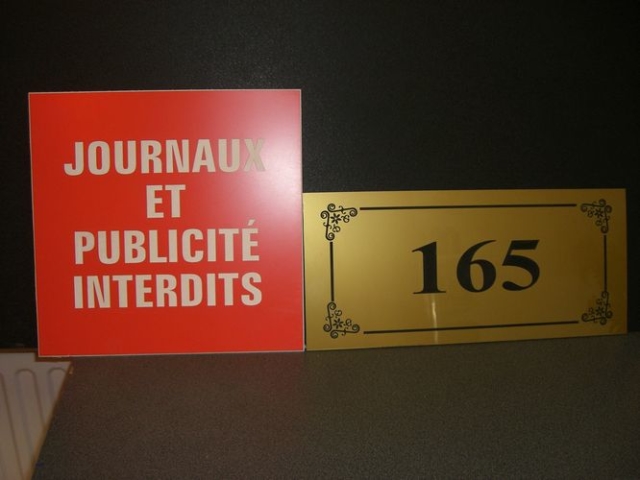 JOURNAUX
ET
PUBLICITÉ
INTERDITS
165